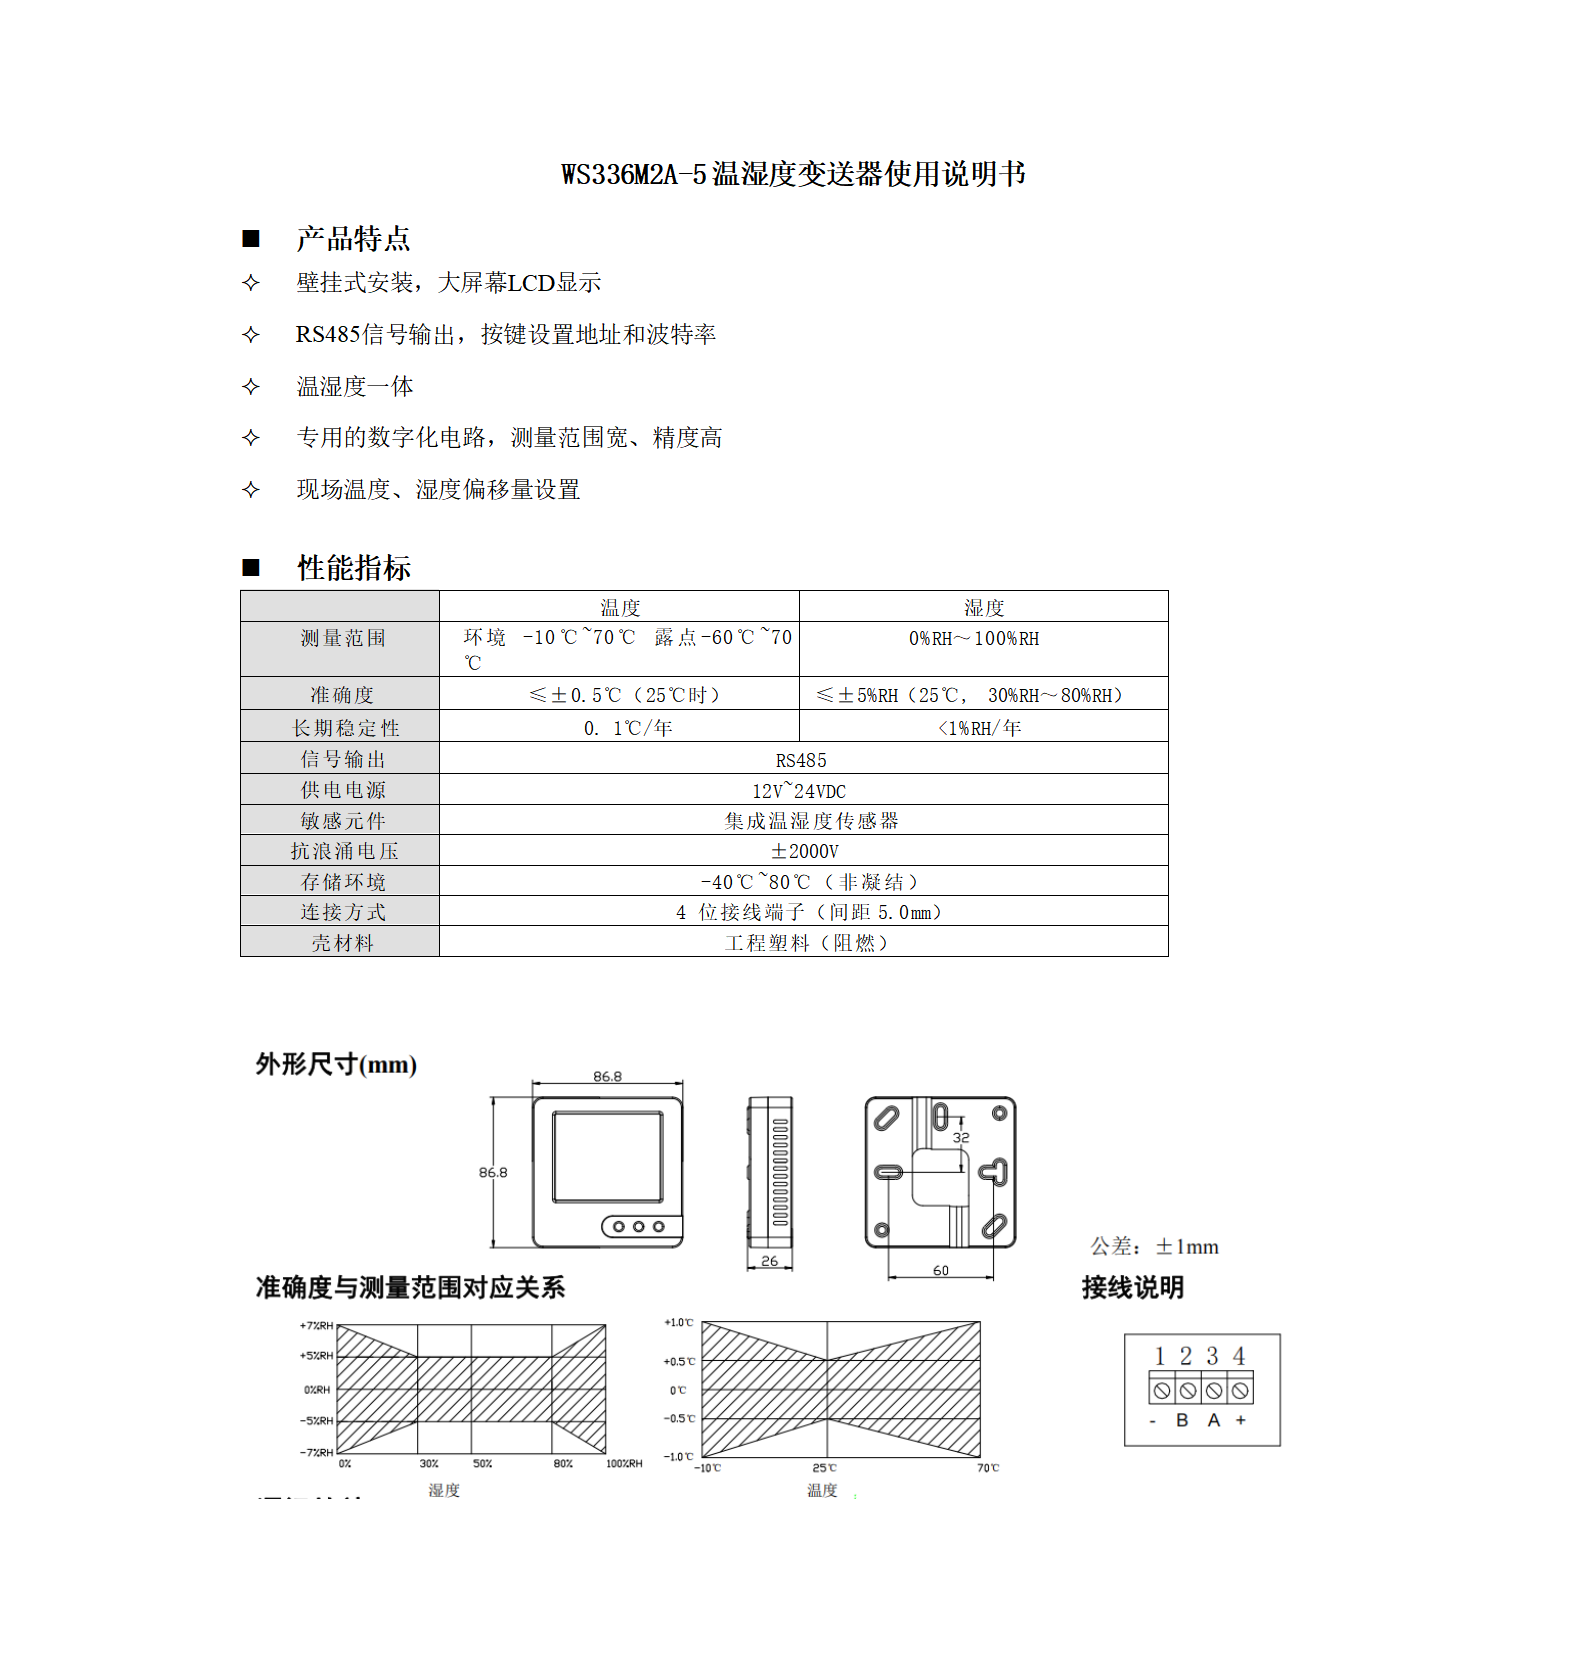 WS336M2A-5温湿度变送器使用说明书
■ 产品特点
✧ 壁挂式安装，大屏幕LCD显示
✧ RS485信号输出，按键设置地址和波特率
✧ 温湿度一体
✧ 专用的数字化电路，测量范围宽、精度高
✧ 现场温度、湿度偏移量设置
■ 性能指标
温度 湿度
测量范围 环境 -10℃~70℃ 露点-60℃~70℃ 0%RH～100%RH
准确度 ≤±0.5℃（25℃时） ≤±5%RH（25℃, 30%RH～80%RH）
长期稳定性 0. 1℃/年 <1%RH/年
信号输出 RS485
供电电源 12V~24VDC
敏感元件 集成温湿度传感器
抗浪涌电压 ±2000V
存储环境 -40℃~80℃（非凝结）
连接方式 4 位接线端子（间距 5.0mm）
壳材料 工程塑料（阻燃）
外形尺寸(mm)
86.8
86.8
26
32
60
公差：±1mm
准确度与测量范围对应关系
+7%RH
+5%RH
0%RH
-5%RH
-7%RH
0% 30% 50% 80% 100%RH
湿度
+1.0℃
+0.5℃
0℃
-0.5℃
-1.0℃
-10℃ 25℃ 70℃
温度
接线说明
1 2 3 4
- B A +